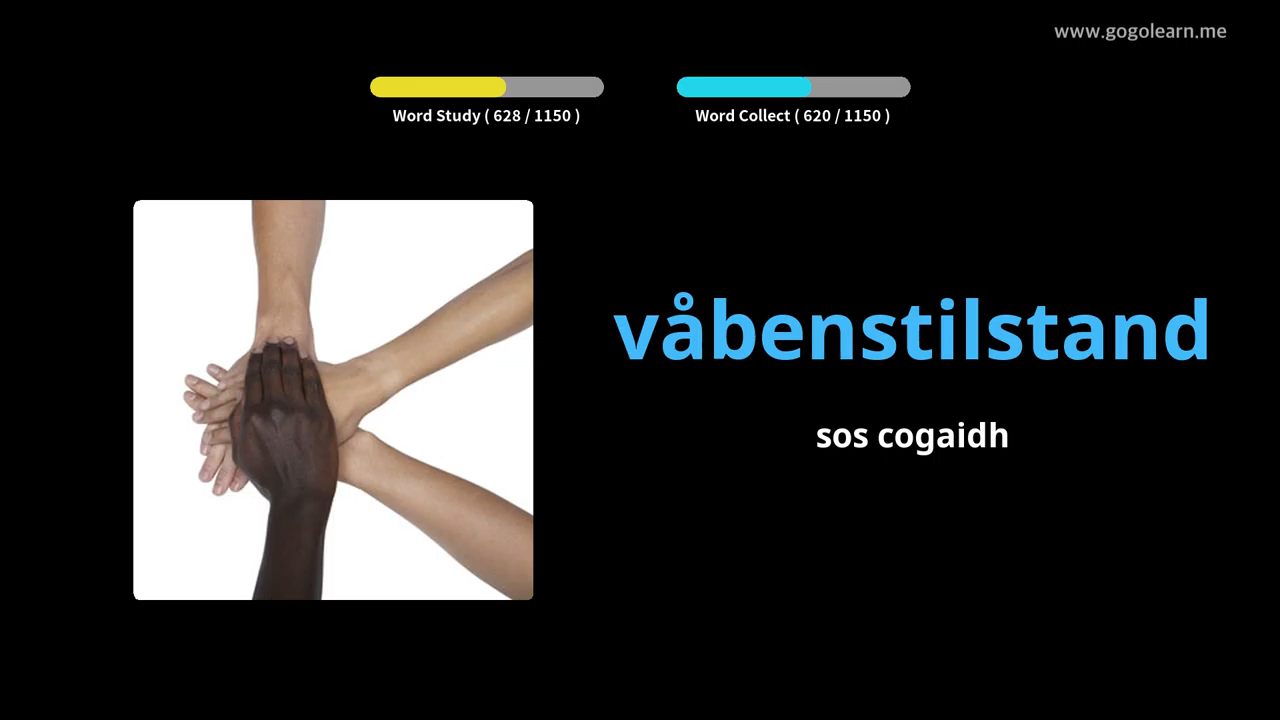 www.gogolearn.me
Word Study ( 628 / 1150 )
Word Collect ( 620 / 1150 )
våbenstilstand
sos cogaidh